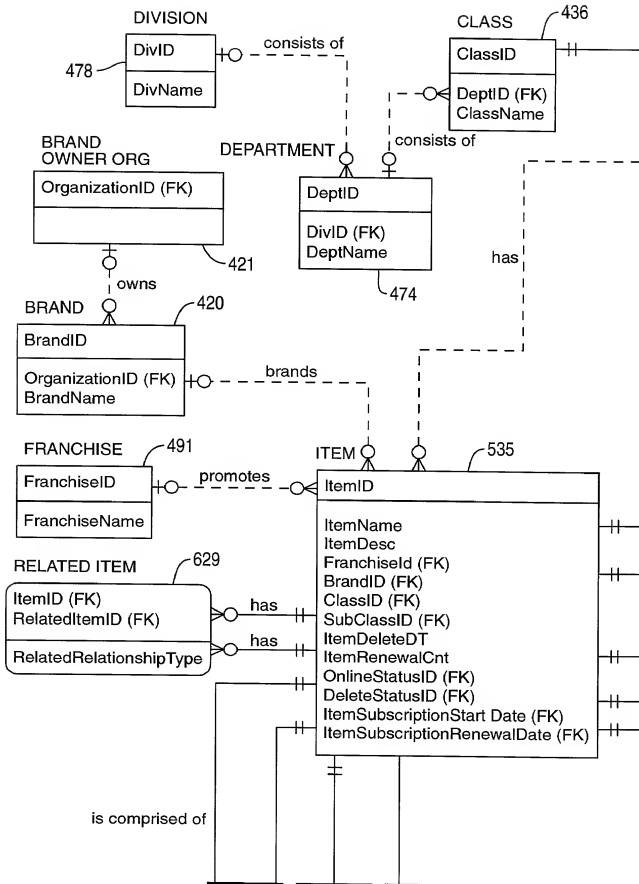 DIVISION
DivID
DivName
478
consists of
CLASS
436
ClassID
DeptID (FK)
ClassName
consists of
DEPARTMENT
DeptID
DivID (FK)
DeptName
474
BRAND
OWNER ORG
OrganizationID (FK)
421
owns
has
BRAND
420
BrandID
OrganizationID (FK)
BrandName
brands
FRANCHISE
491
FranchiseID
FranchiseName
promotes
ITEM
535
ItemID
ItemName
ItemDesc
FranchiseId (FK)
BrandID (FK)
ClassID (FK)
SubClassID (FK)
ItemDeleteDT
ItemRenewalCnt
OnlineStatusID (FK)
DeleteStatusID (FK)
ItemSubscriptionStart Date (FK)
ItemSubscriptionRenewalDate (FK)
RELATED ITEM
629
ItemID (FK)
RelatedItemID (FK)
RelatedRelationshipType
has
has
is comprised of